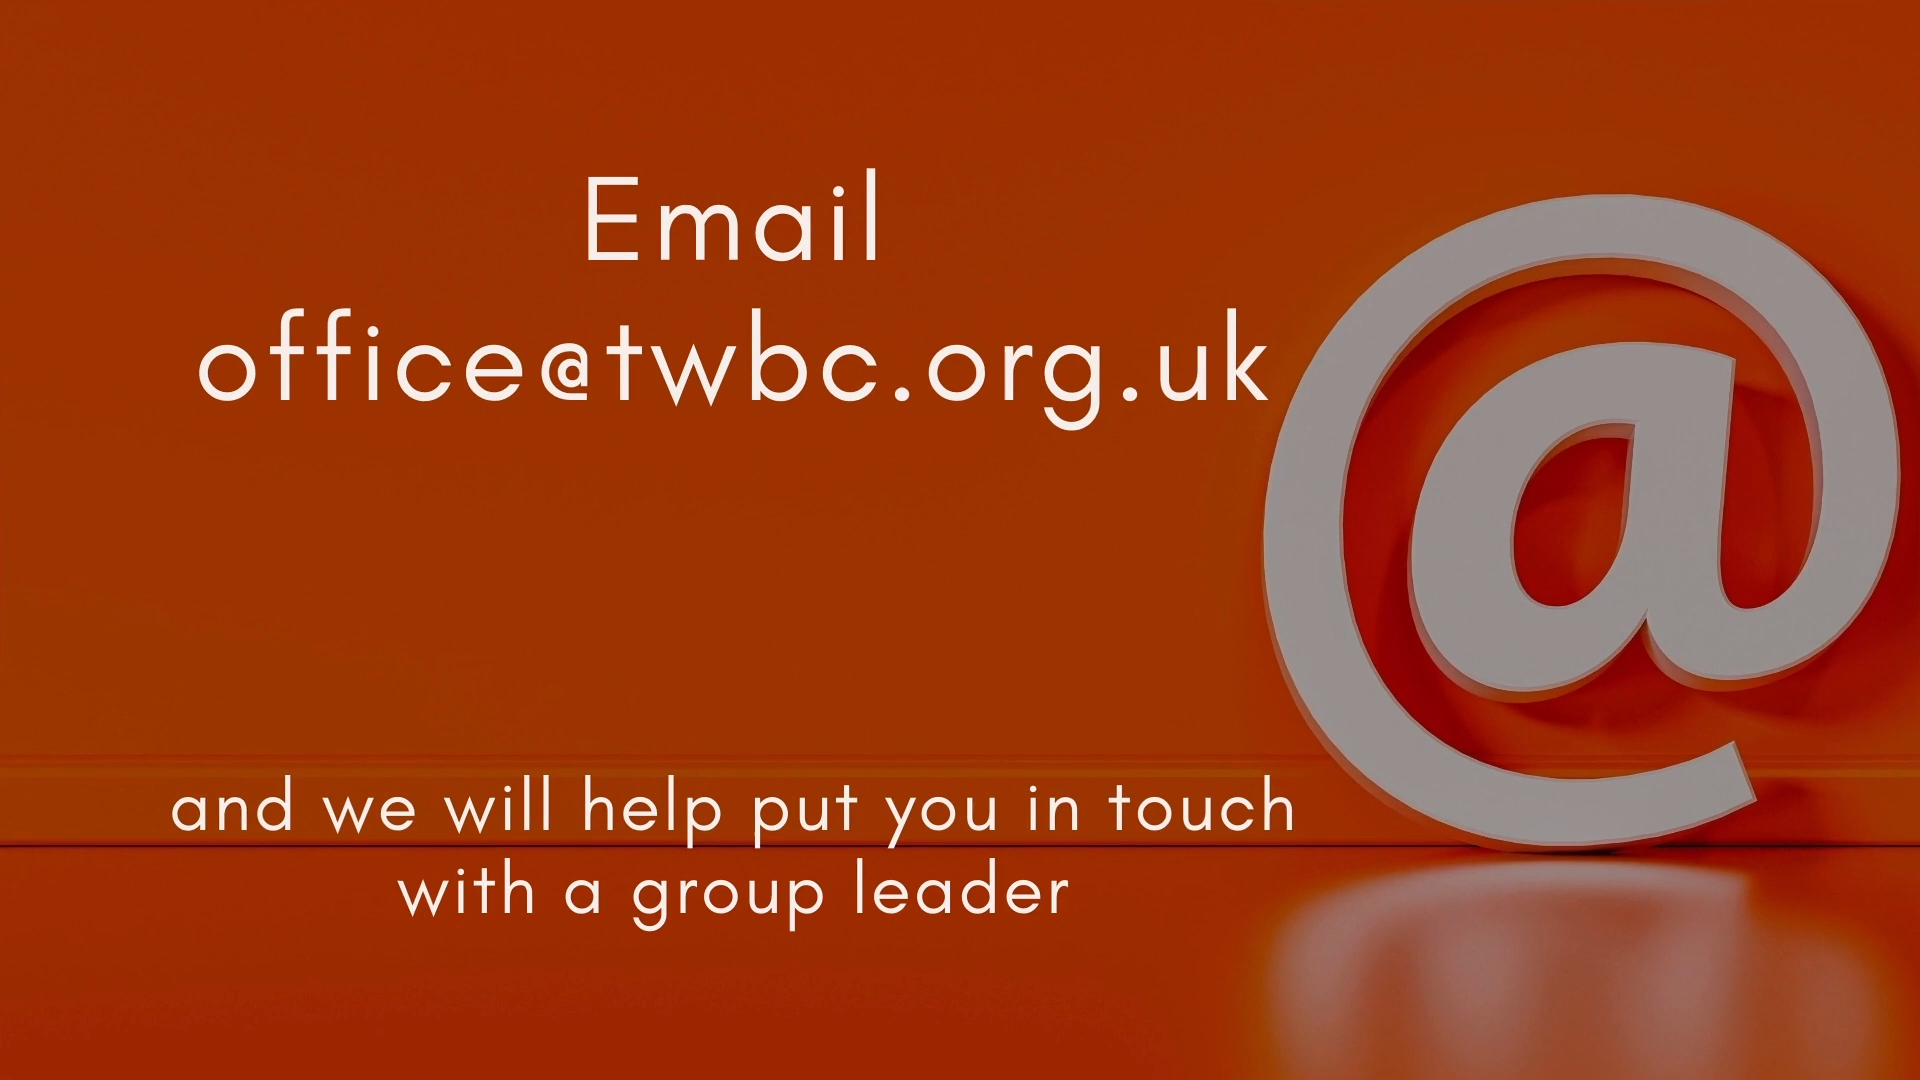 Email
office@twbc.org.uk
and we will help put you in touch
with a group leader